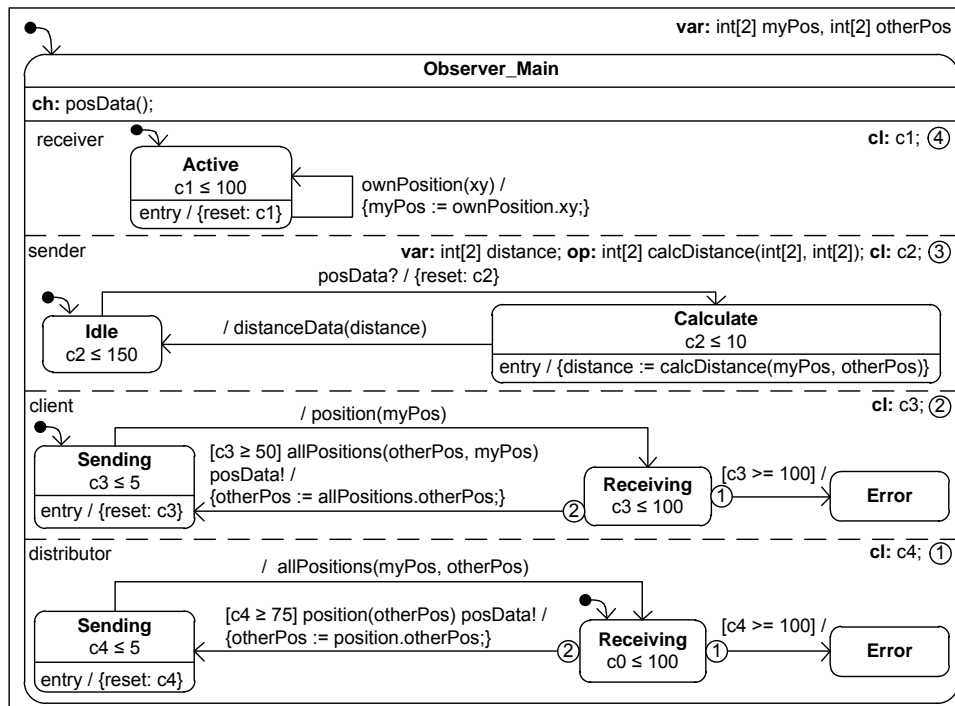 var: int[2] myPos, int[2] otherPos
Observer_Main
ch: posData();
receiver
cl: c1; 4
Active
c1 ≤ 100
entry / {reset: c1}
ownPosition(xy) /
{myPos := ownPosition.xy;}
sender
var: int[2] distance; op: int[2] calcDistance(int[2], int[2]); cl: c2; 3
posData? / {reset: c2}
Idle
c2 ≤ 150
/ distanceData(distance)
Calculate
c2 ≤ 10
entry / {distance := calcDistance(myPos, otherPos)}
client
cl: c3; 2
/ position(myPos)
Sending
c3 ≤ 5
entry / {reset: c3}
[c3 ≥ 50] allPositions(otherPos, myPos)
posData! /
{otherPos := allPositions.otherPos;}
2
Receiving
c3 ≤ 100
1
[c3 >= 100] /
Error
distributor
cl: c4; 1
/ allPositions(myPos, otherPos)
Sending
c4 ≤ 5
entry / {reset: c4}
[c4 ≥ 75] position(otherPos) posData! /
{otherPos := position.otherPos;}
2
Receiving
c0 ≤ 100
1
[c4 >= 100] /
Error